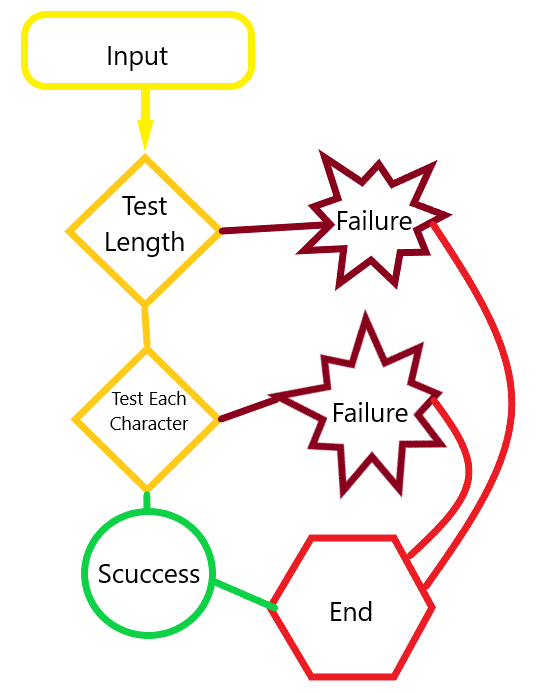 Input
Test
Length
Failure
Test Each
Character
Failure
Scuccess
End